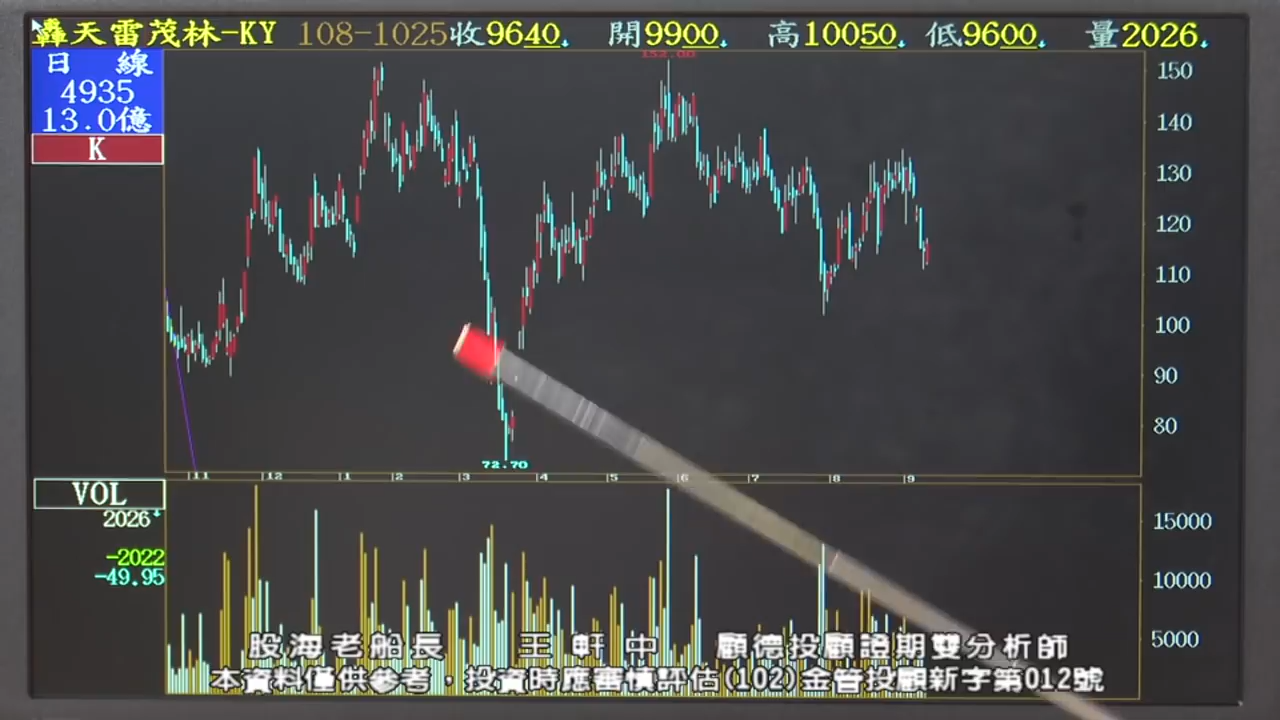 轟天雷茂林-KY 108-1025收9640↓ 開9900↓ 高10050↓ 低9600↓ 量2026↓
日 線
4935
13.0億
K
152.00
150
140
130
120
110
100
90
80
72.70
11 12 1 2 3 4 5 6 7 8 9
VOL
2026↓
-2022
-49.95
15000
10000
5000
股海老船長 王軒中 顧德投顧證期雙分析師
本資料僅供參考,投資時應審慎評估(102)金管投顧新字第012號